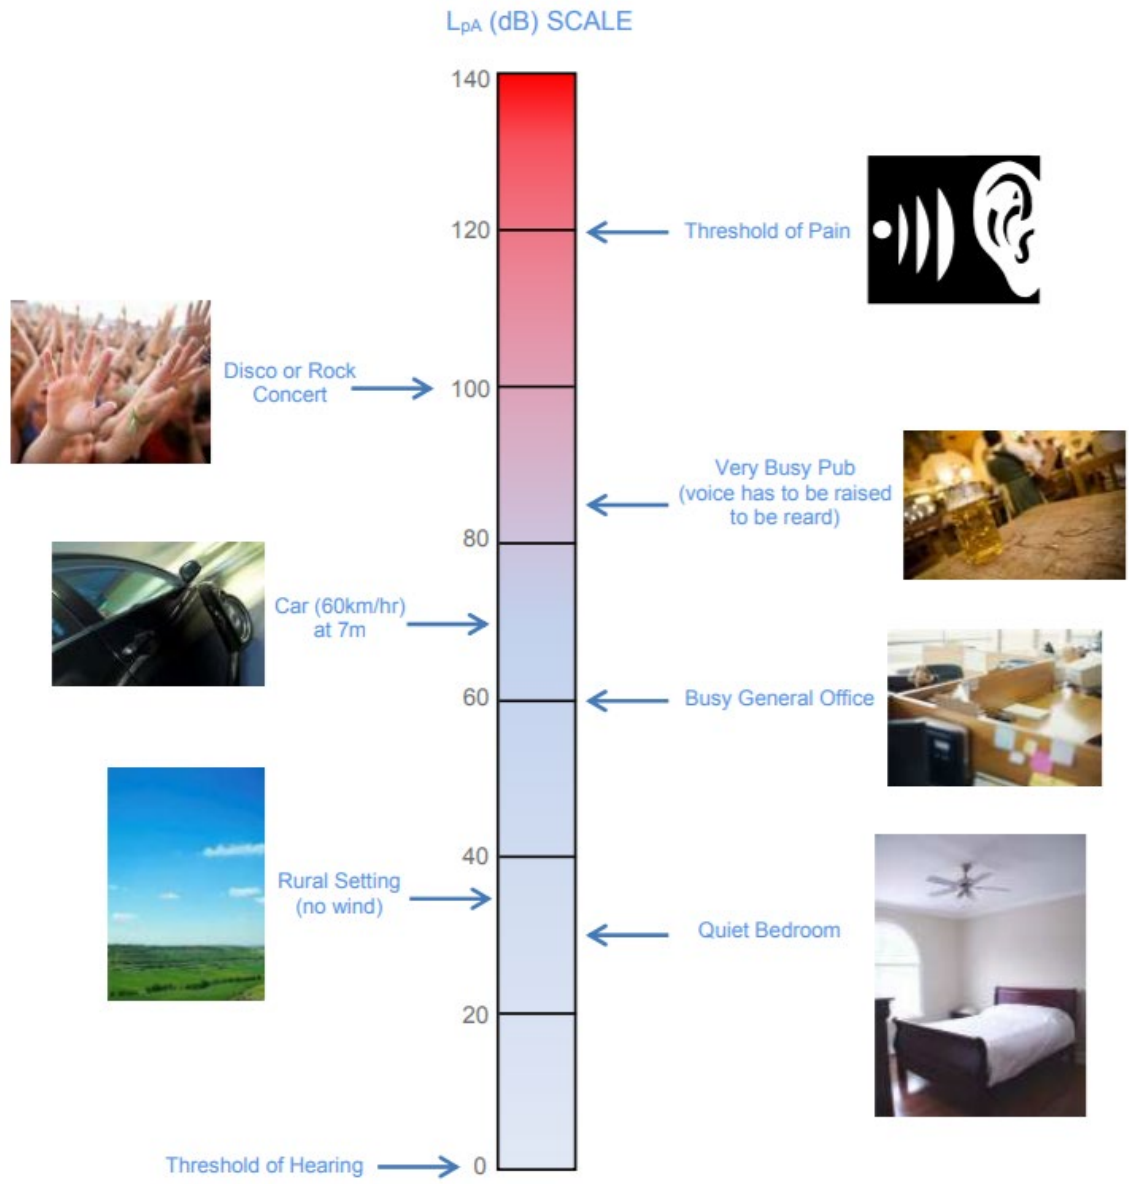 LpA (dB) SCALE
140
120
Threshold of Pain
Disco or Rock
Concert
100
Very Busy Pub
(voice has to be raised
to be reard)
80
Car (60km/hr)
at 7m
60
Busy General Office
40
Rural Setting
(no wind)
Quiet Bedroom
20
Threshold of Hearing
0